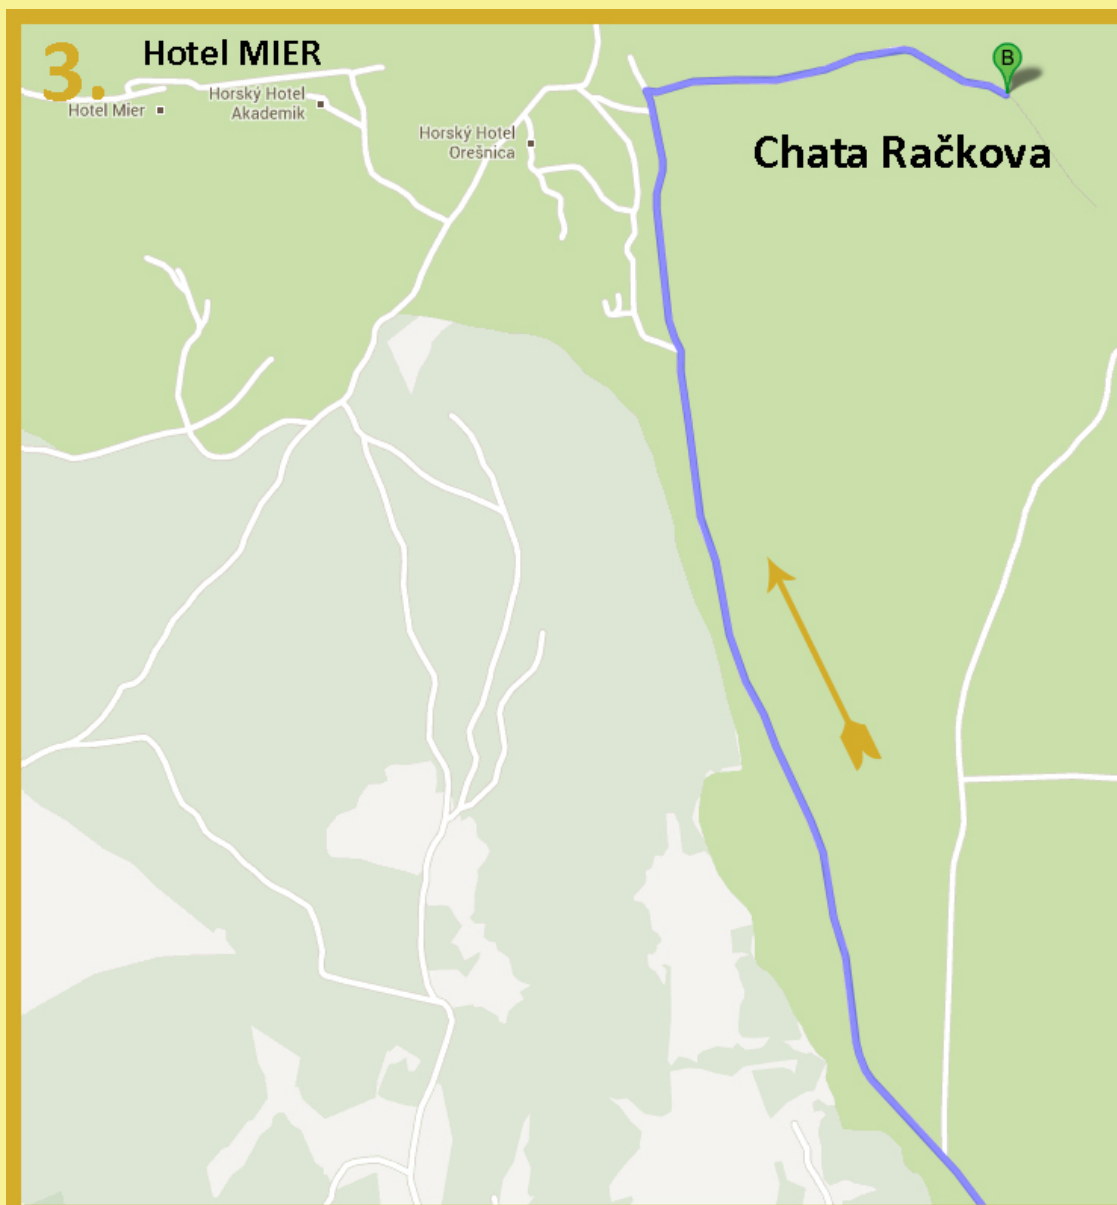 3.
Hotel MIER
Hotel Mier
Horský Hotel
Akademik
Horský Hotel
Orešnica
B
Chata Račkova